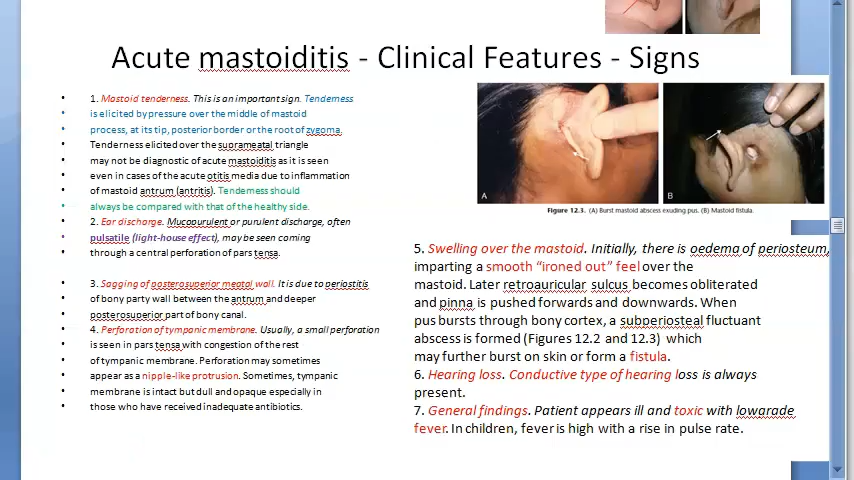 Acute mastoiditis - Clinical Features - Signs
• 1. Mastoid tenderness. This is an important sign. Tenderness
• is elicited by pressure over the middle of mastoid
• process, at its tip, posterior border or the root of zygoma.
• Tenderness elicited over the suprameatal triangle
• may not be diagnostic of acute mastoiditis as it is seen
• even in cases of the acute otitis media due to inflammation
• of mastoid antrum (antritis). Tenderness should
• always be compared with that of the healthy side.
• 2. Ear discharge. Mucopurulent or purulent discharge, often
• pulsatile (light-house effect), may be seen coming
• through a central perforation of pars tensa.
• 3. Sagging of posterosuperior meatal wall. It is due to periostitis
• of bony party wall between the antrum and deeper
• posterosuperior part of bony canal.
• 4. Perforation of tympanic membrane. Usually, a small perforation
• is seen in pars tensa with congestion of the rest
• of tympanic membrane. Perforation may sometimes
• appear as a nipple-like protrusion. Sometimes, tympanic
• membrane is intact but dull and opaque especially in
• those who have received inadequate antibiotics.
A
B
Figure 12.3. (A) Burst mastoid abscess exuding pus. (B) Mastoid fistula.
5. Swelling over the mastoid. Initially, there is oedema of periosteum,
imparting a smooth “ironed out” feel over the
mastoid. Later retroauricular sulcus becomes obliterated
and pinna is pushed forwards and downwards. When
pus bursts through bony cortex, a subperiosteal fluctuant
abscess is formed (Figures 12.2 and 12.3) which
may further burst on skin or form a fistula.
6. Hearing loss. Conductive type of hearing loss is always
present.
7. General findings. Patient appears ill and toxic with lowgrade
fever. In children, fever is high with a rise in pulse rate.